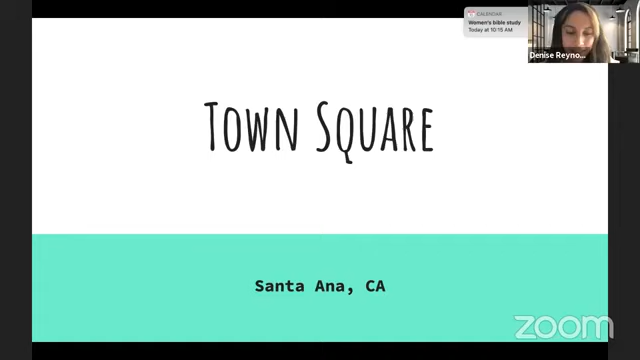 CALENDAR
Women's bible study
Today at 10:15 AM
Denise Reyno...
Town Square
Santa Ana, CA
zoom